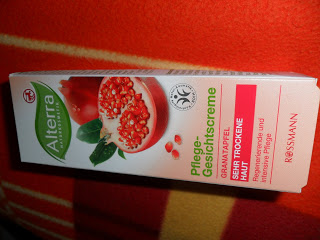 Alterra
NATURKOSMETIK
Pflege-
Gesichtscreme
GRANATAPFEL
SEHR TROCKENE
HAUT
Regenerierende und
intensive Pflege
ROSSMANN